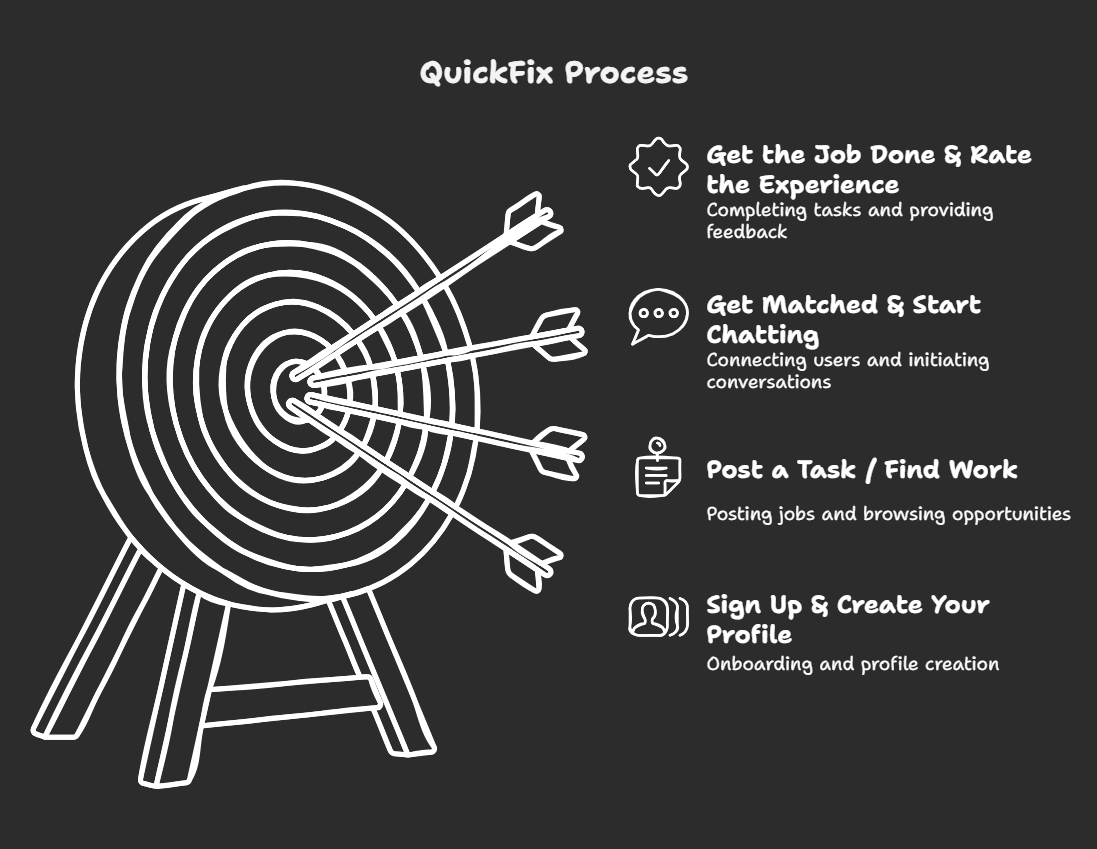 QuickFix Process
Get the Job Done & Rate
the Experience
Completing tasks and providing
feedback
Get Matched & Start
Chatting
Connecting users and initiating
conversations
Post a Task / Find Work
Posting jobs and browsing opportunities
Sign Up & Create Your
Profile
Onboarding and profile creation